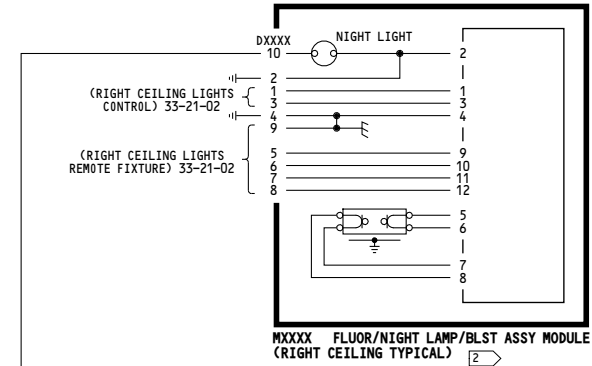 DXXXX NIGHT LIGHT
10 2
2
(RIGHT CEILING LIGHTS 1 1
CONTROL) 33-21-02 3 3
4 4
9
(RIGHT CEILING LIGHTS 5 9
REMOTE FIXTURE) 33-21-02 6 10
7 11
8 12
5
6
7
8
MXXXX FLUOR/NIGHT LAMP/BLST ASSY MODULE
(RIGHT CEILING TYPICAL) 2